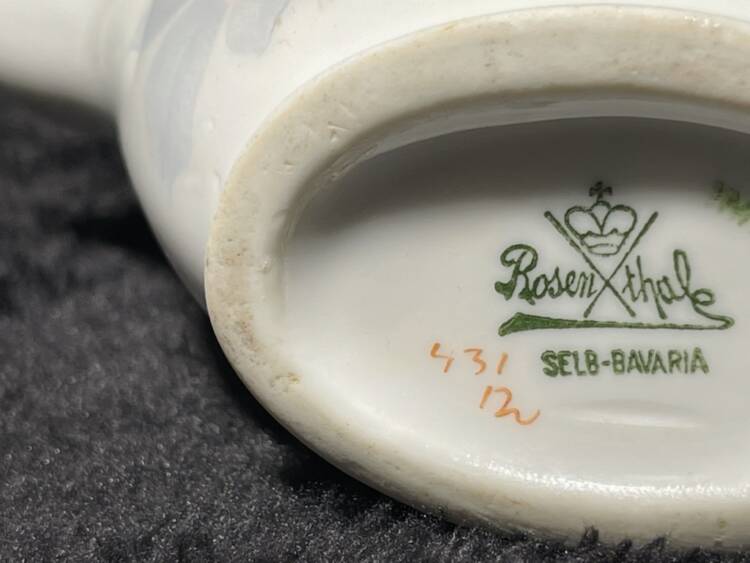 Rosenthal
SELB-BAVARIA
431
12